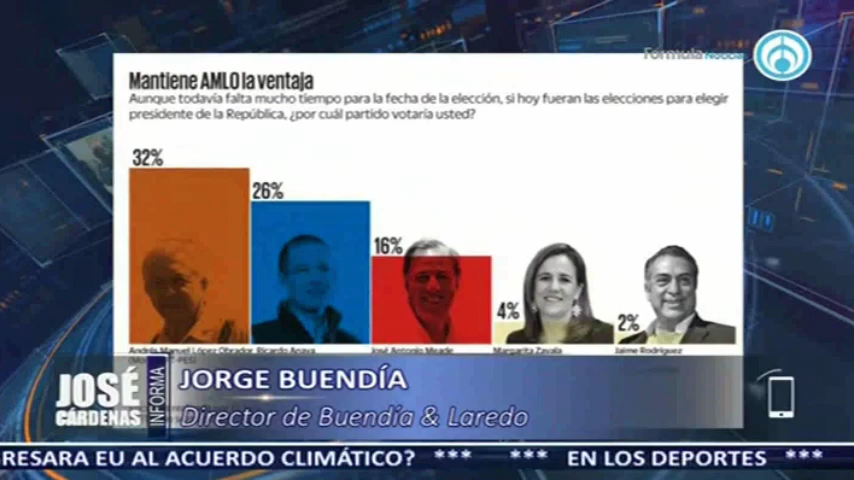 Fórmula Noticias
Mantiene AMLO la ventaja
Aunque todavía falta mucho tiempo para la fecha de la elección, si hoy fueran las elecciones para elegir
presidente de la República, ¿por cuál partido votaría usted?
32%
26%
16%
4%
2%
Andrés Manuel López Obrador
Ricardo Anaya
José Antonio Meade
Margarita Zavala
Jaime Rodríguez
JOSÉ
CÁRDENAS
INFORMA
JORGE BUENDÍA
Director de Buendía & Laredo
RESARA EU AL ACUERDO CLIMÁTICO? *** *** EN LOS DEPORTES ***